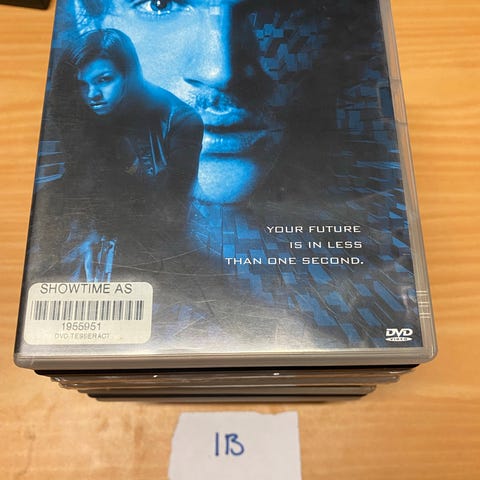 YOUR FUTURE
IS IN LESS
THAN ONE SECOND.
SHOWTIME AS
1955951
DVD TESSERACT
DVD
VIDEO
1B